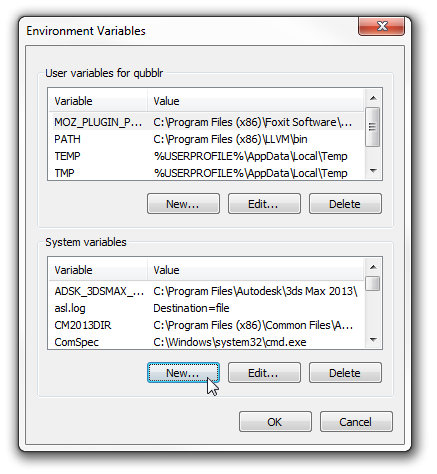 Environment Variables
User variables for qubblr
Variable Value
MOZ_PLUGIN_P... C:\Program Files (x86)\Foxit Software\...
PATH C:\Program Files (x86)\LLVM\bin
TEMP %USERPROFILE%\AppData\Local\Temp
TMP %USERPROFILE%\AppData\Local\Temp
New... Edit... Delete
System variables
Variable Value
ADSK_3DSMAX_... C:\Program Files\Autodesk\3ds Max 2013\
asl.log Destination=file
CM2013DIR C:\Program Files (x86)\Common Files\A...
ComSpec C:\Windows\system32\cmd.exe
New... Edit... Delete
OK Cancel